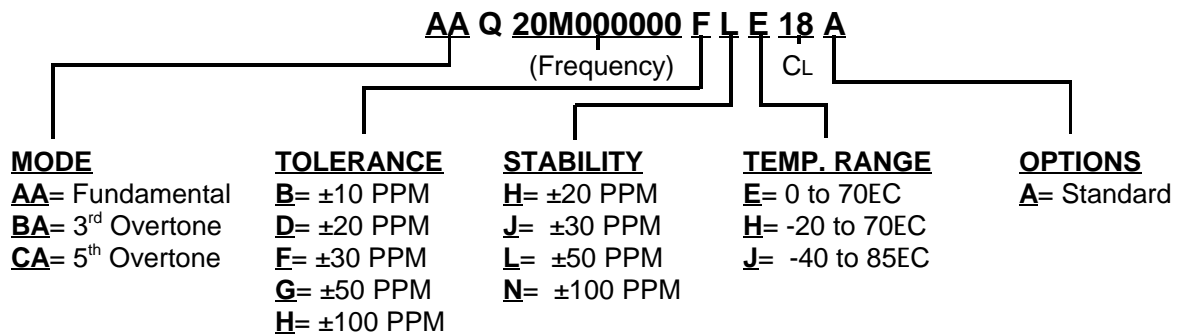 AA Q 20M000000 F L E 18 A
(Frequency) CL
MODE
AA= Fundamental
BA= 3rd Overtone
CA= 5th Overtone
TOLERANCE
B= ±10 PPM
D= ±20 PPM
F= ±30 PPM
G= ±50 PPM
H= ±100 PPM
STABILITY
H= ±20 PPM
J= ±30 PPM
L= ±50 PPM
N= ±100 PPM
TEMP. RANGE
E= 0 to 70EC
H= -20 to 70EC
J= -40 to 85EC
OPTIONS
A= Standard